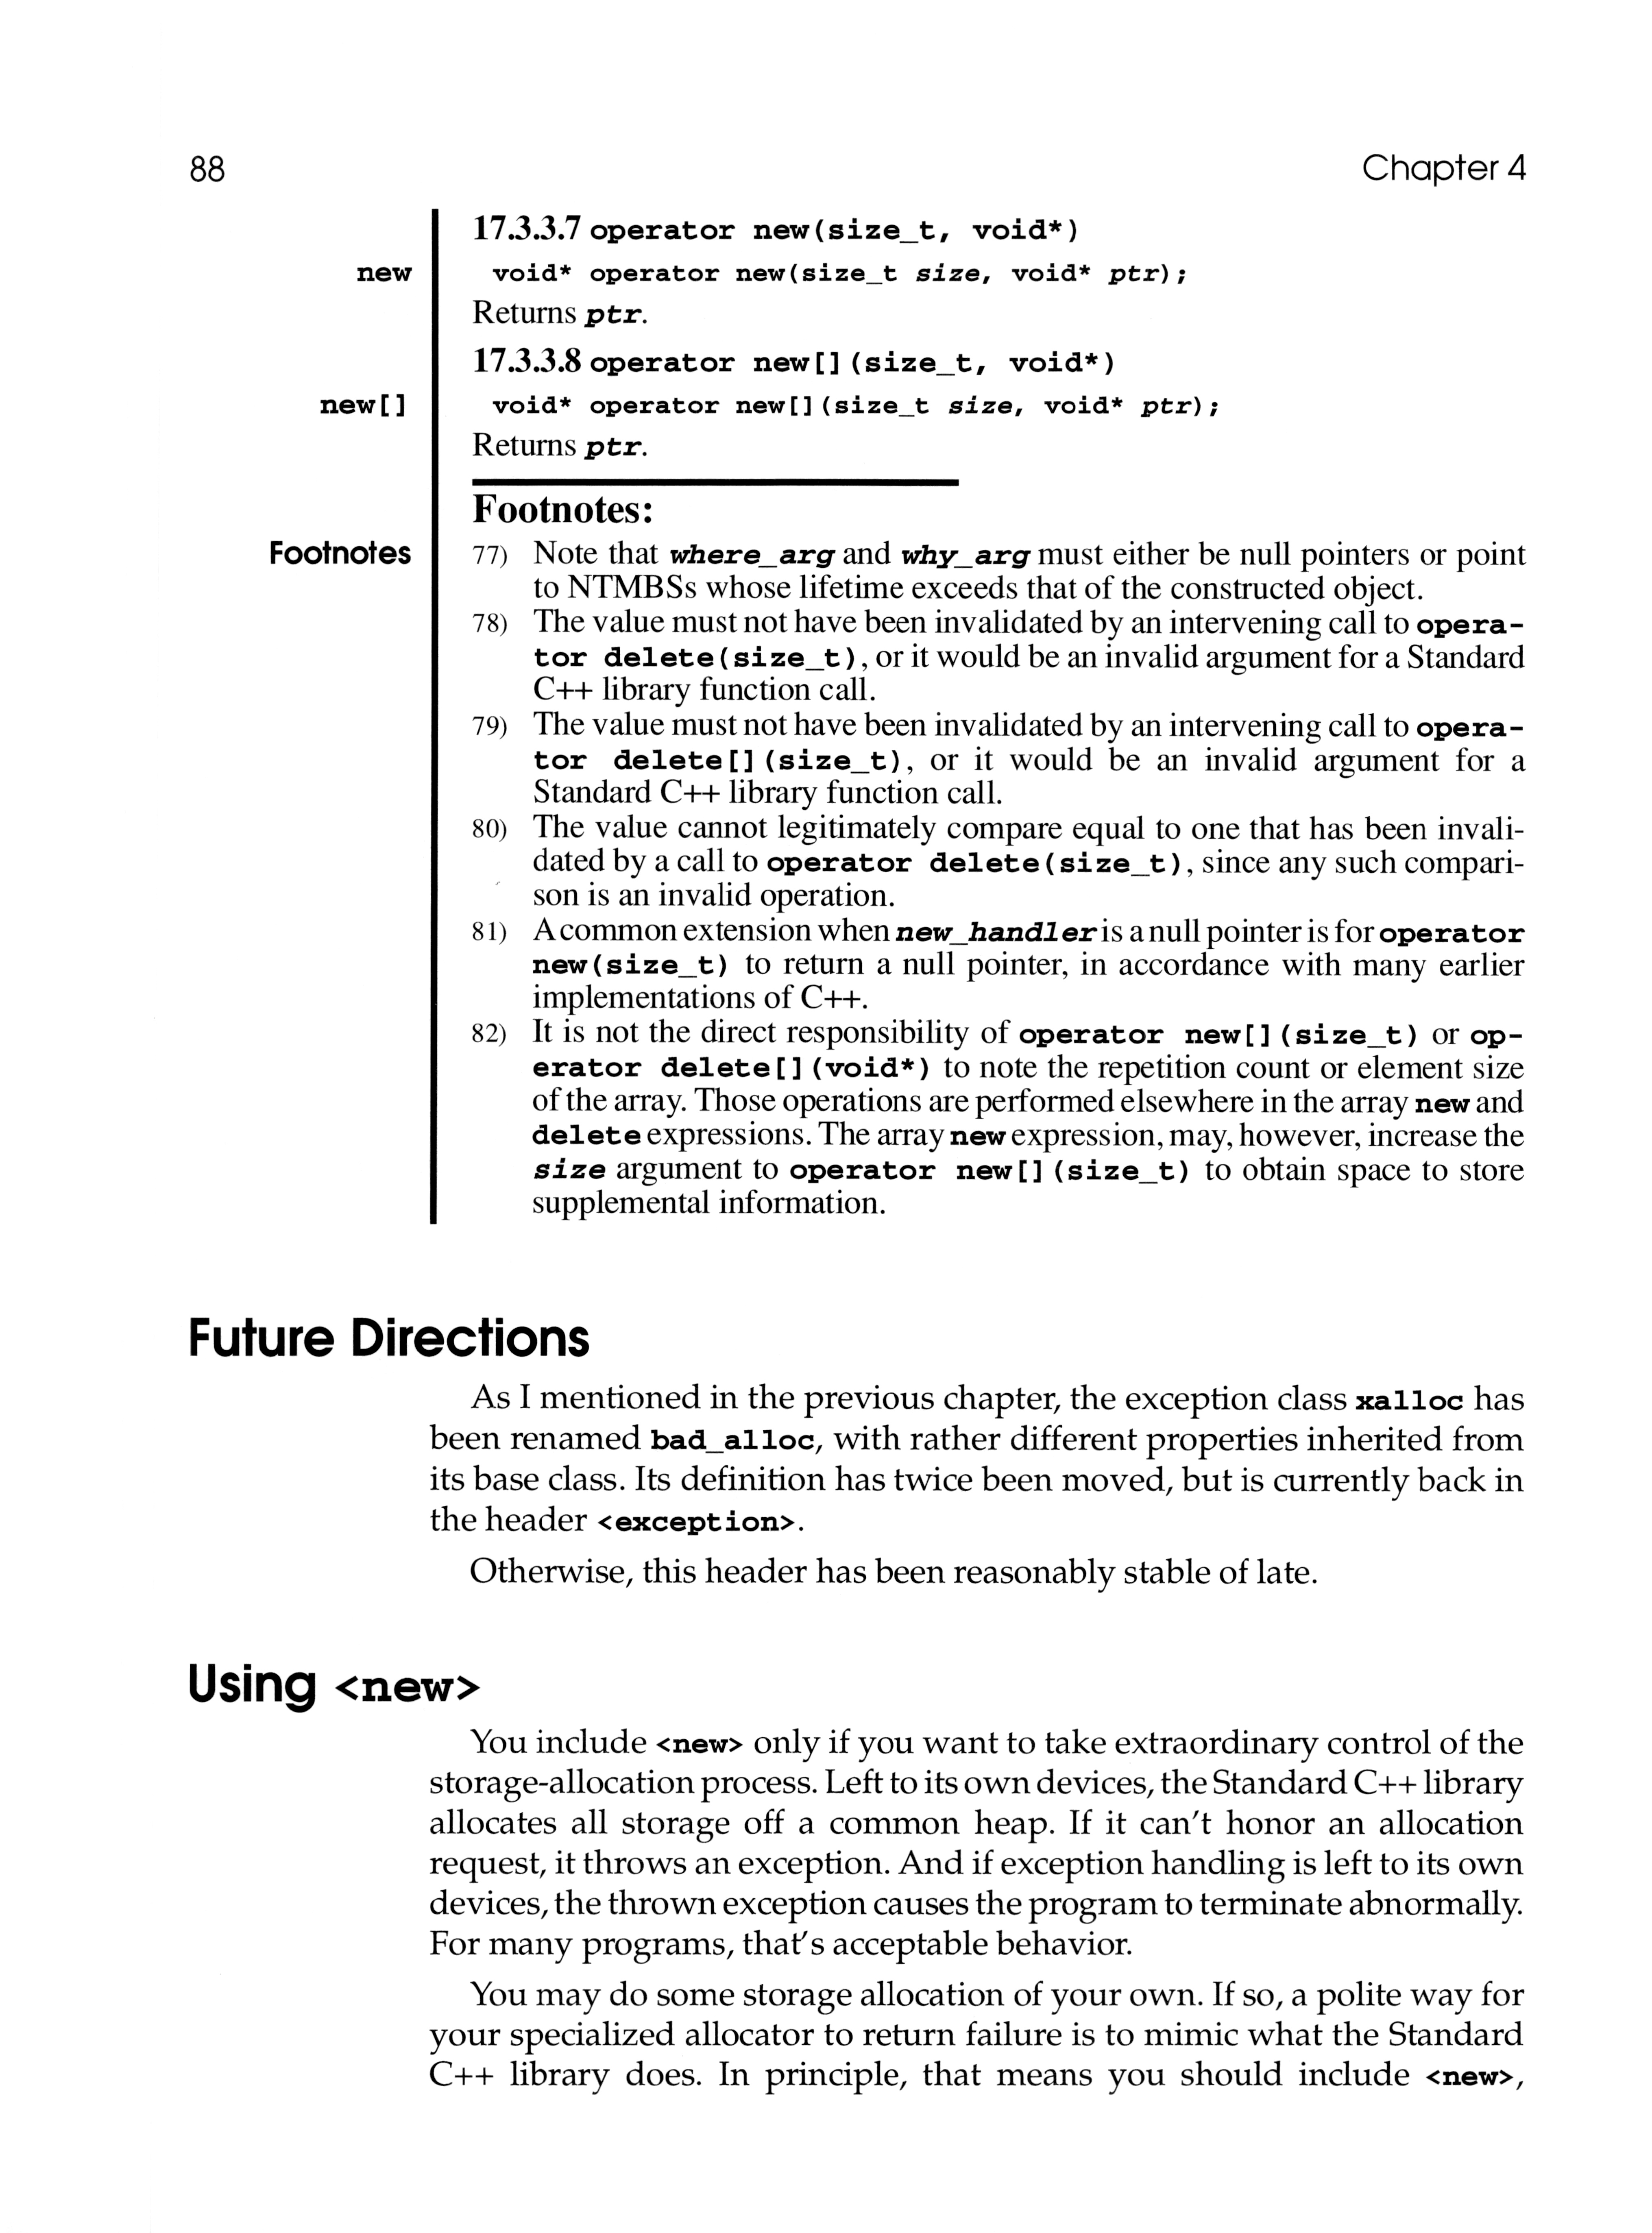 88 Chapter 4
17.3.3.7 operator new(size_t, void*)
new void* operator new(size_t size, void* ptr);
Returns ptr.
17.3.3.8 operator new[](size_t, void*)
new[] void* operator new[](size_t size, void* ptr);
Returns ptr.
Footnotes:
Footnotes 77) Note that where_arg and why_arg must either be null pointers or point
to NTMBSs whose lifetime exceeds that of the constructed object.
78) The value must not have been invalidated by an intervening call to opera-
tor delete(size_t), or it would be an invalid argument for a Standard
C++ library function call.
79) The value must not have been invalidated by an intervening call to opera-
tor delete[](size_t), or it would be an invalid argument for a
Standard C++ library function call.
80) The value cannot legitimately compare equal to one that has been invali-
dated by a call to operator delete(size_t), since any such compari-
son is an invalid operation.
81) A common extension when new_handler is a null pointer is for operator
new(size_t) to return a null pointer, in accordance with many earlier
implementations of C++.
82) It is not the direct responsibility of operator new[](size_t) or op-
erator delete[](void*) to note the repetition count or element size
of the array. Those operations are performed elsewhere in the array new and
delete expressions. The array new expression, may, however, increase the
size argument to operator new[](size_t) to obtain space to store
supplemental information.
Future Directions
As I mentioned in the previous chapter, the exception class xalloc has
been renamed bad_alloc, with rather different properties inherited from
its base class. Its definition has twice been moved, but is currently back in
the header <exception>.
Otherwise, this header has been reasonably stable of late.
Using <new>
You include <new> only if you want to take extraordinary control of the
storage-allocation process. Left to its own devices, the Standard C++ library
allocates all storage off a common heap. If it can't honor an allocation
request, it throws an exception. And if exception handling is left to its own
devices, the thrown exception causes the program to terminate abnormally.
For many programs, that's acceptable behavior.
You may do some storage allocation of your own. If so, a polite way for
your specialized allocator to return failure is to mimic what the Standard
C++ library does. In principle, that means you should include <new>,